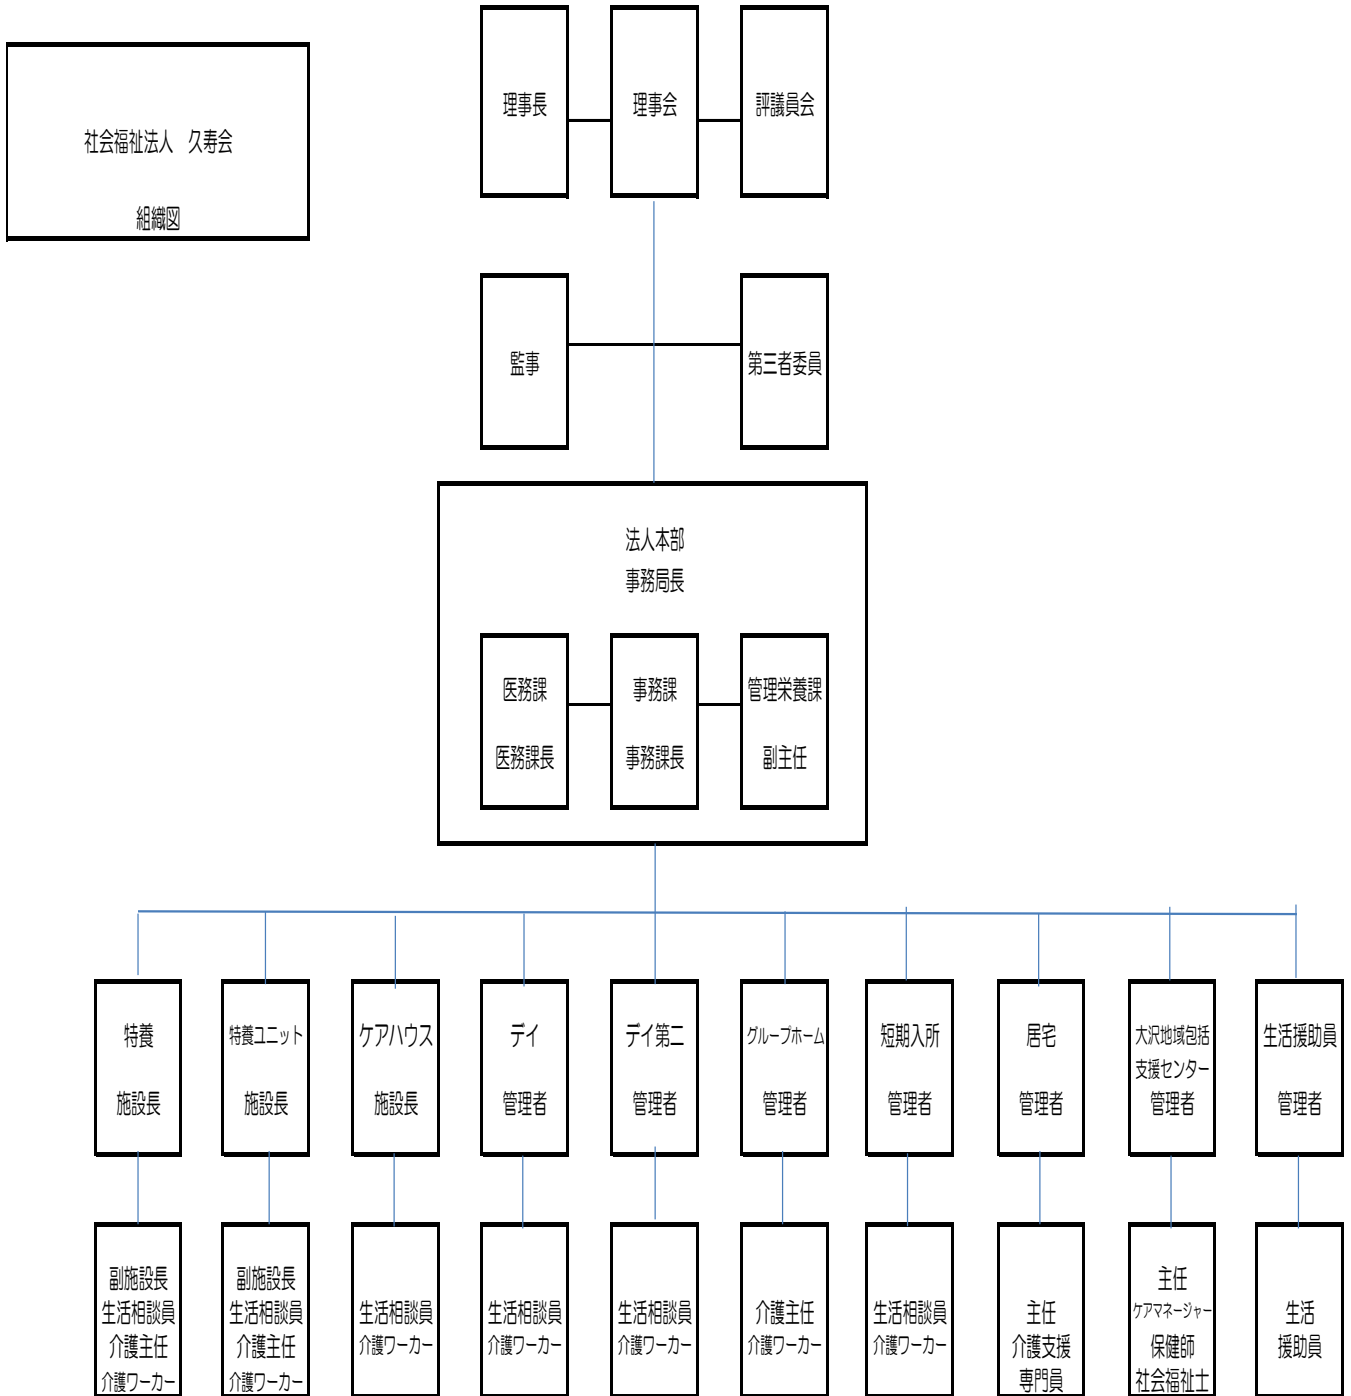 社会福祉法人　久寿会
組織図
理事長
理事会
評議員会
監事
第三者委員
法人本部
事務局長
医務課
医務課長
事務課
事務課長
管理栄養課
副主任
特養
施設長
特養ユニット
施設長
ケアハウス
施設長
デイ
管理者
デイ第二
管理者
グループホーム
管理者
短期入所
管理者
居宅
管理者
大沢地域包括
支援センター
管理者
生活援助員
管理者
副施設長
生活相談員
介護主任
介護ワーカー
副施設長
生活相談員
介護主任
介護ワーカー
生活相談員
介護ワーカー
生活相談員
介護ワーカー
生活相談員
介護ワーカー
介護主任
介護ワーカー
生活相談員
介護ワーカー
主任
介護支援
専門員
主任
ケアマネージャー
保健師
社会福祉士
生活
援助員